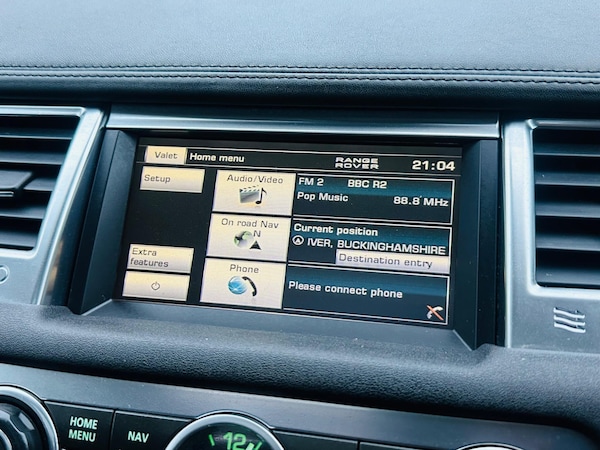 Valet
Home menu
RANGE
ROVER
21:04
Setup
Audio/Video
FM 2 BBC R2
Pop Music 88.8 MHz
On road Nav
N
Current position
IVER, BUCKINGHAMSHIRE
Destination entry
Extra
features
Phone
Please connect phone
HOME
MENU
NAV
12